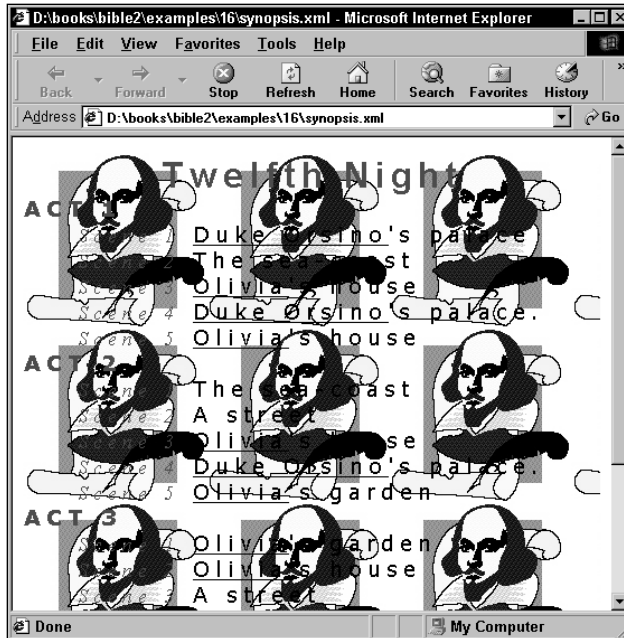 D:\books\bible2\examples\16\synopsis.xml - Microsoft Internet Explorer
File Edit View Favorites Tools Help
Back Forward Stop Refresh Home Search Favorites History »
Address D:\books\bible2\examples\16\synopsis.xml Go
Twelfth Night
ACT 1
Scene 1 Duke Orsino's palace
Scene 2 The sea-coast
Scene 3 Olivia's house
Scene 4 Duke Orsino's palace.
Scene 5 Olivia's house
ACT 2
Scene 1 The sea-coast
Scene 2 A street
Scene 3 Olivia's house
Scene 4 Duke Orsino's palace.
Scene 5 Olivia's garden
ACT 3
Scene 1 Olivia's garden
Scene 2 Olivia's house
Scene 3 A street
Done My Computer